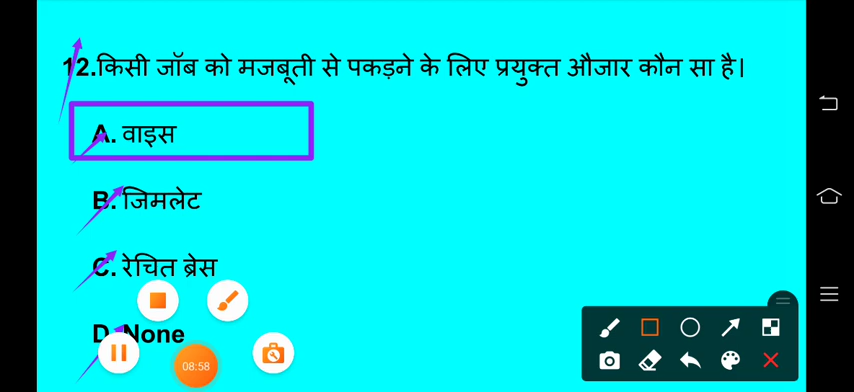 12.किसी जॉब को मजबूती से पकड़ने के लिए प्रयुक्त औजार कौन सा है।
A. वाइस
B. जिमलेट
C. रेचित ब्रेस
D. None
08:58